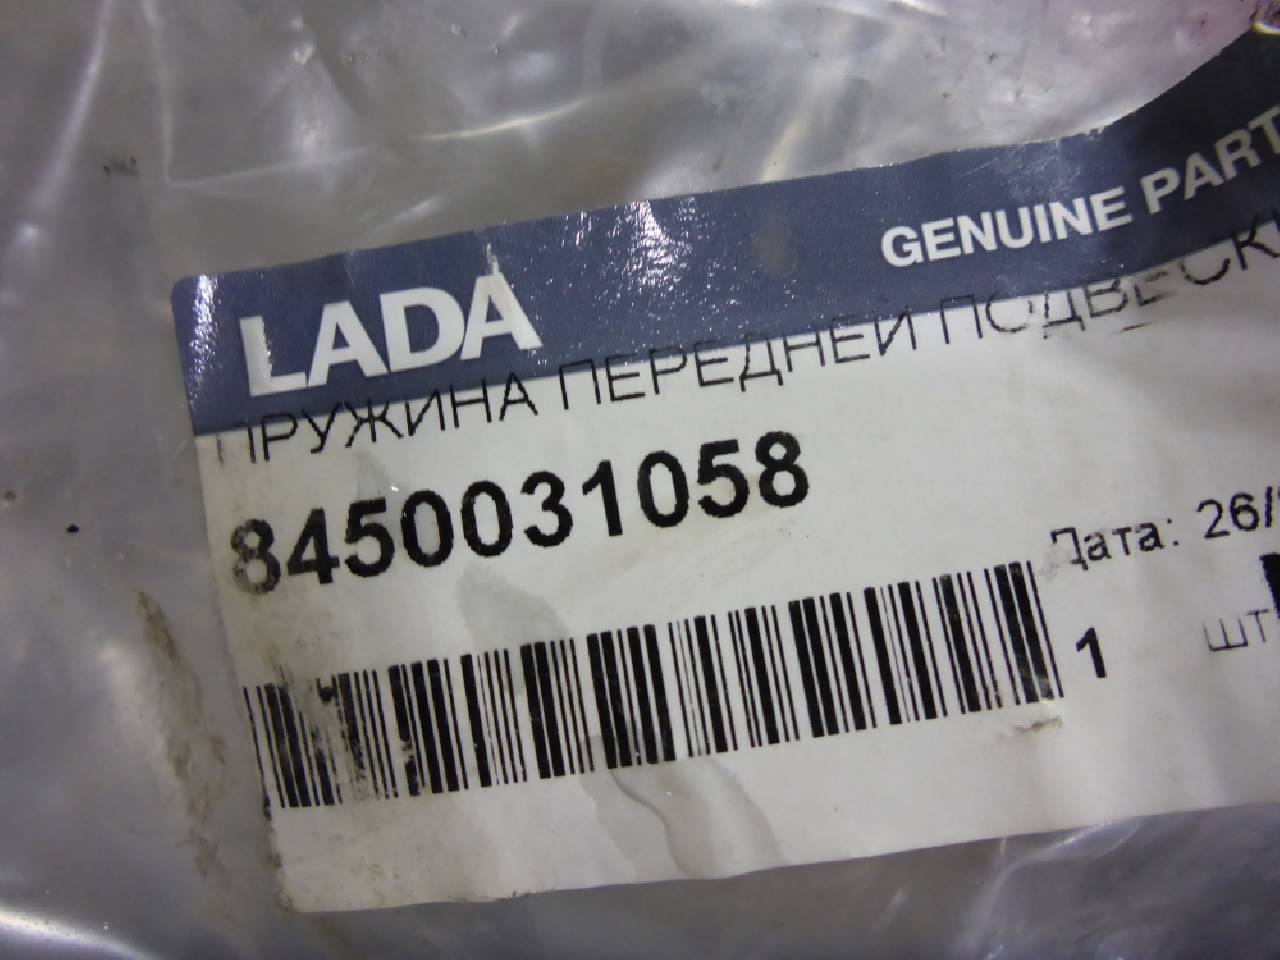 LADA GENUINE PART
ПРУЖИНА ПЕРЕДНЕЙ ПОДВЕСКИ
8450031058
Дата: 26/
1 ШТ